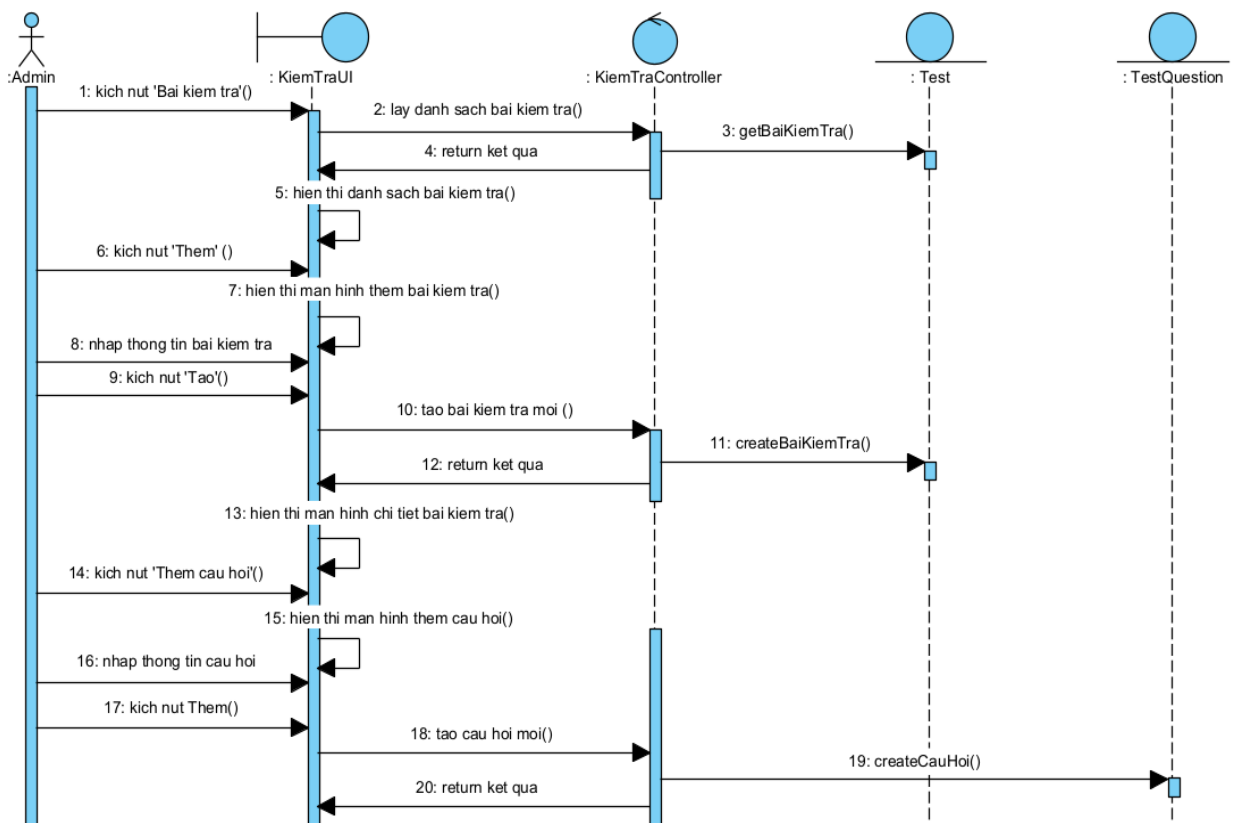 :Admin
: KiemTraUI
: KiemTraController
: Test
: TestQuestion
1: kich nut 'Bai kiem tra'()
2: lay danh sach bai kiem tra()
3: getBaiKiemTra()
4: return ket qua
5: hien thi danh sach bai kiem tra()
6: kich nut 'Them' ()
7: hien thi man hinh them bai kiem tra()
8: nhap thong tin bai kiem tra
9: kich nut 'Tao'()
10: tao bai kiem tra moi ()
11: createBaiKiemTra()
12: return ket qua
13: hien thi man hinh chi tiet bai kiem tra()
14: kich nut 'Them cau hoi'()
15: hien thi man hinh them cau hoi()
16: nhap thong tin cau hoi
17: kich nut Them()
18: tao cau hoi moi()
19: createCauHoi()
20: return ket qua